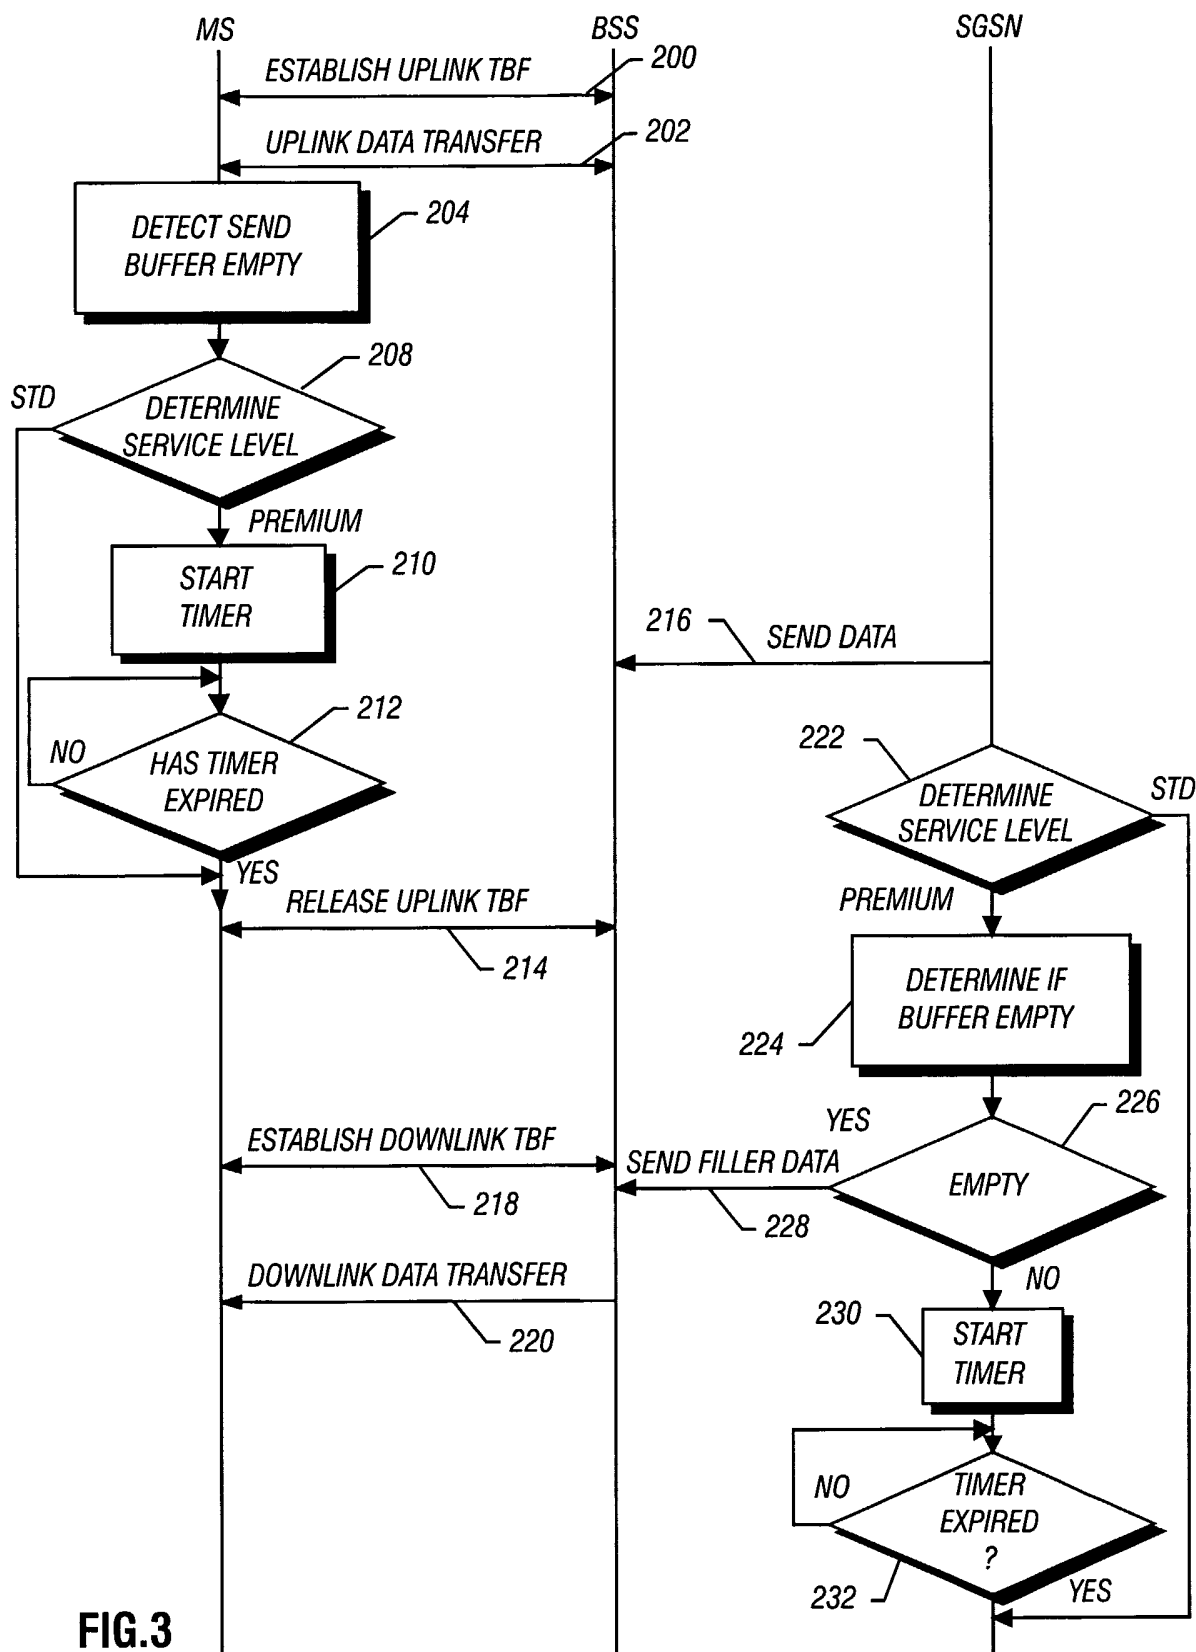 MS
BSS
SGSN
ESTABLISH UPLINK TBF
200
UPLINK DATA TRANSFER
202
DETECT SEND
BUFFER EMPTY
204
208
STD
DETERMINE
SERVICE LEVEL
PREMIUM
START
TIMER
210
216
SEND DATA
212
NO
HAS TIMER
EXPIRED
YES
222
DETERMINE
SERVICE LEVEL
STD
PREMIUM
RELEASE UPLINK TBF
214
DETERMINE IF
BUFFER EMPTY
224
226
YES
ESTABLISH DOWNLINK TBF
218
SEND FILLER DATA
228
EMPTY
NO
DOWNLINK DATA TRANSFER
220
230
START
TIMER
NO
TIMER
EXPIRED
?
232
YES
FIG.3